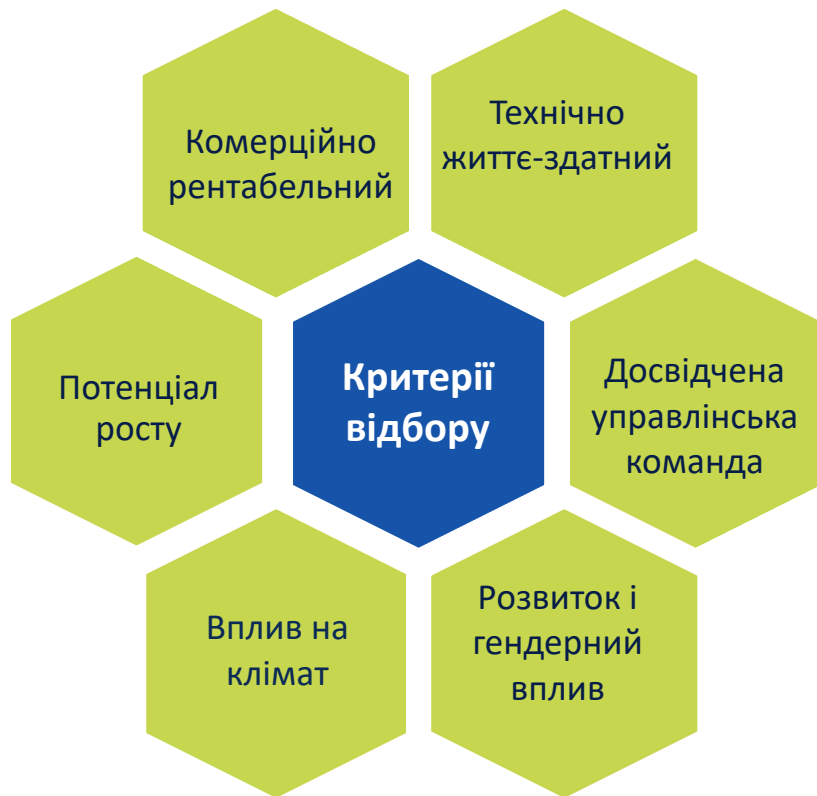 Комерційно
рентабельний
Технічно
життє-здатний
Потенціал
росту
Критерії
відбору
Досвідчена
управлінська
команда
Вплив на
клімат
Розвиток і
гендерний
вплив